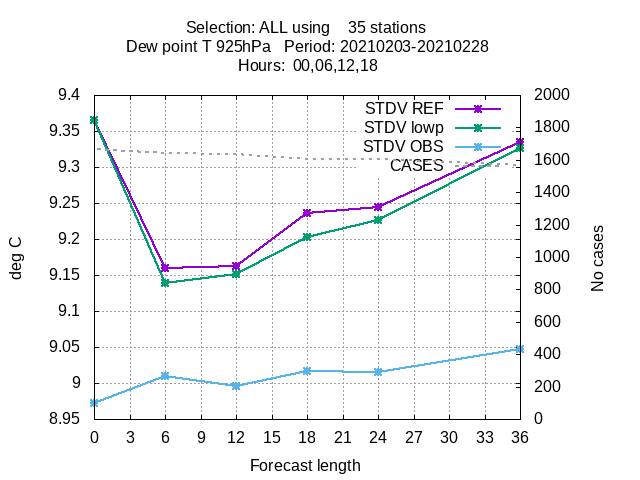 Selection: ALL using    35 stations
Dew point T 925hPa   Period: 20210203-20210228
Hours:  00,06,12,18
STDV REF
STDV lowp
STDV OBS
CASES
9.4
9.35
9.3
9.25
9.2
9.15
9.1
9.05
9
8.95
deg C
2000
1800
1600
1400
1200
1000
800
600
400
200
0
No cases
0 3 6 9 12 15 18 21 24 27 30 33 36
Forecast length